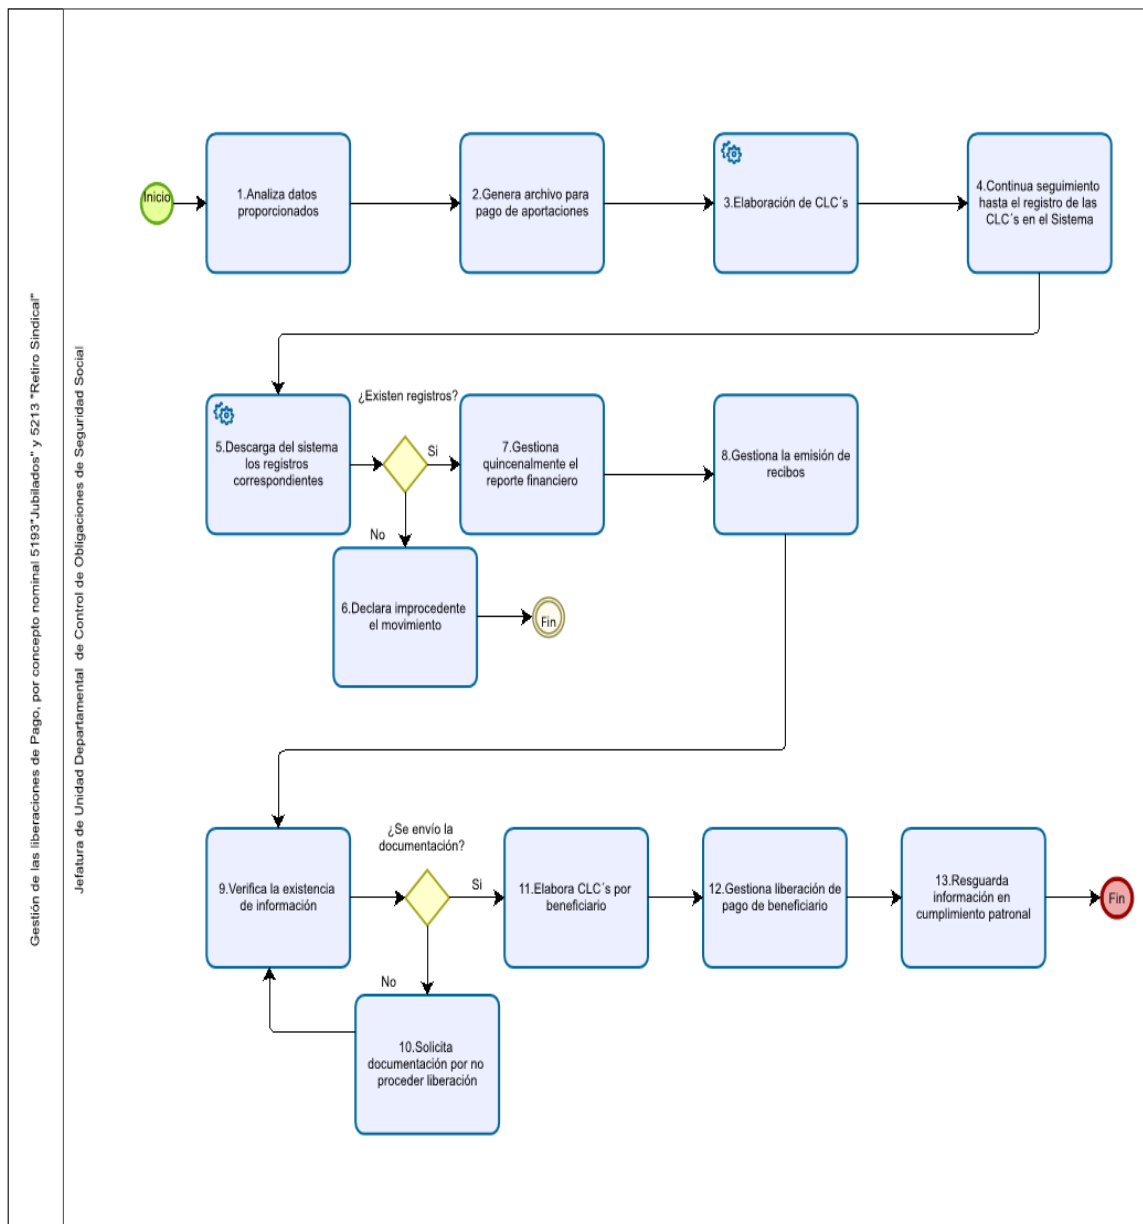 Gestión de las liberaciones de Pago, por concepto nominal 5193"Jubilados" y 5213 "Retiro Sindical"
Jefatura de Unidad Departamental de Control de Obligaciones de Seguridad Social
Inicio
1.Analiza datos
proporcionados
2.Genera archivo para
pago de aportaciones
3.Elaboración de CLC´s
4.Continua seguimiento
hasta el registro de las
CLC´s en el Sistema
5.Descarga del sistema
los registros
correspondientes
¿Existen registros?
Si
No
7.Gestiona
quincenalmente el
reporte financiero
8.Gestiona la emisión de
recibos
6.Declara improcedente
el movimiento
Fin
9.Verifica la existencia
de información
¿Se envío la
documentación?
Si
No
11.Elabora CLC´s por
beneficiario
12.Gestiona liberación de
pago de beneficiario
13.Resguarda
información en
cumplimiento patronal
Fin
10.Solicita
documentación por no
proceder liberación